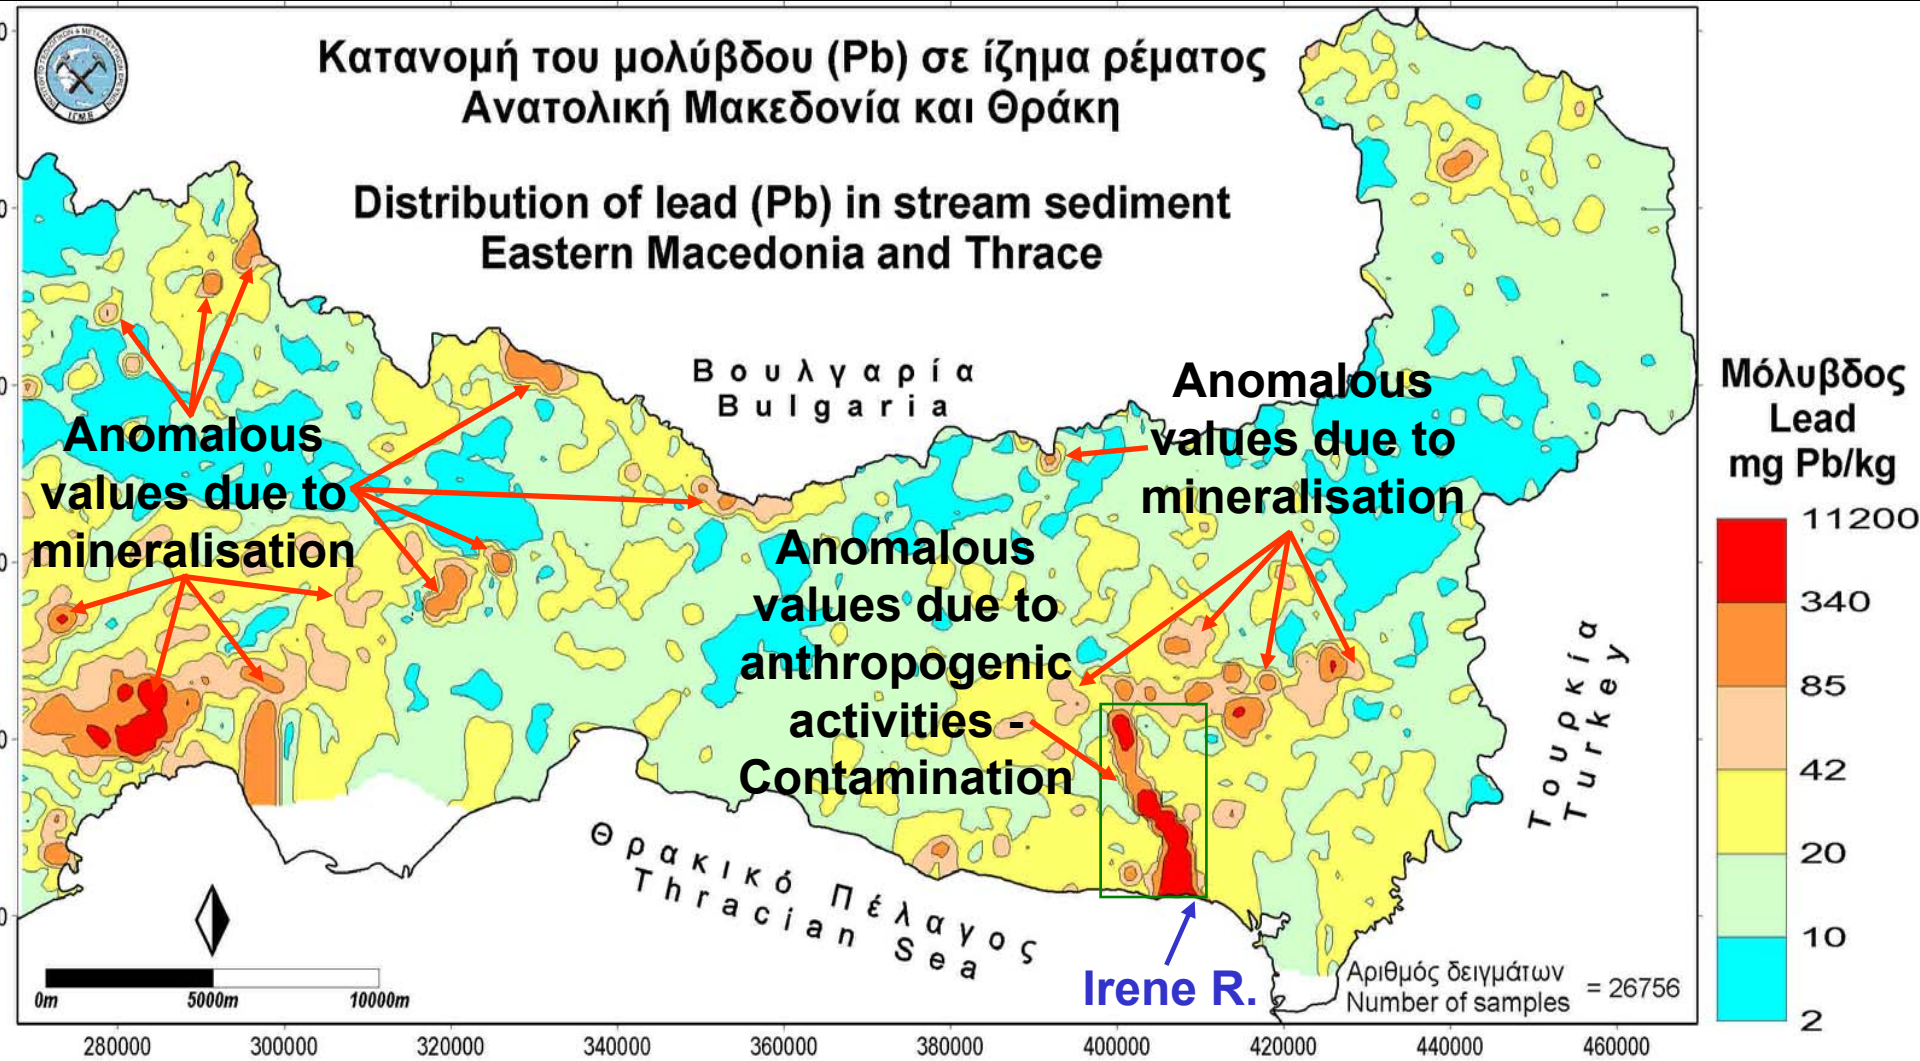 Κατανομή του μολύβδου (Pb) σε ίζημα ρέματος
Ανατολική Μακεδονία και Θράκη
Distribution of lead (Pb) in stream sediment
Eastern Macedonia and Thrace
Ι.Γ.Μ.Ε
Βουλγαρία
Bulgaria
Anomalous
values due to
mineralisation
Anomalous
values due to
mineralisation
Anomalous
values due to
anthropogenic
activities -
Contamination
Μόλυβδος
Lead
mg Pb/kg
11200
340
85
42
20
10
2
Τουρκία
Turkey
Θρακικό Πέλαγος
Thracian Sea
Irene R.
Αριθμός δειγμάτων
Number of samples = 26756
0m 5000m 10000m
280000 300000 320000 340000 360000 380000 400000 420000 440000 460000